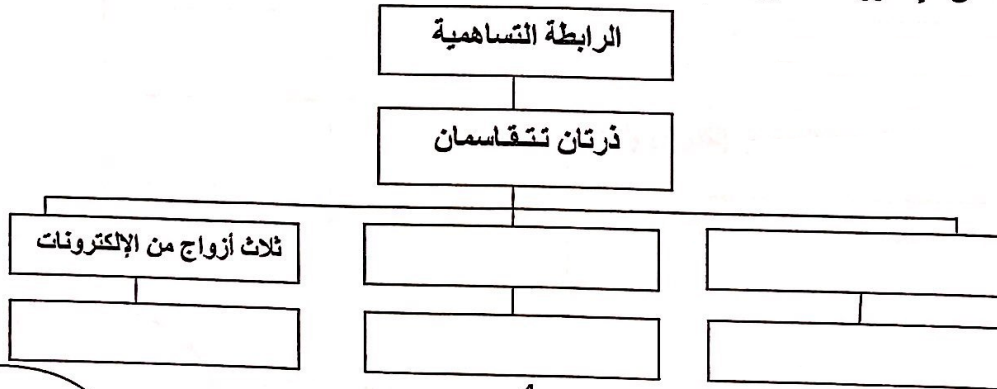 الرابطة التساهمية
ذرتان تتقاسمان
ثلاث أزواج من الإلكترونات